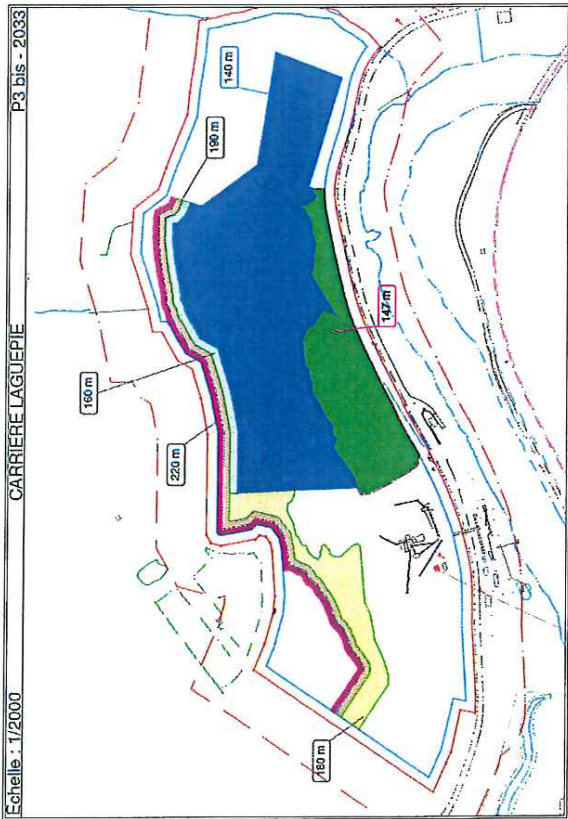 Echelle : 1/2000
CARRIERE LAGUEPIE
P3 bis - 2033
180 m
220 m
160 m
190 m
140 m
147 m